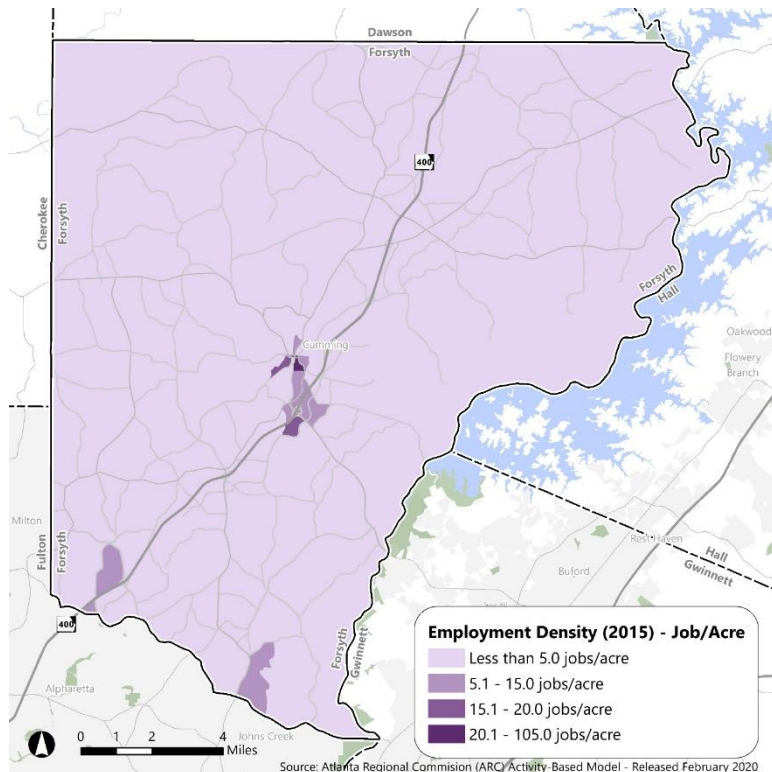 Dawson
Forsyth
400
Cherokee
Forsyth
Forsyth
Hall
Cumming
Oakwood
Flowery
Branch
Milton
Fulton
Forsyth
Rest Haven
Hall
Gwinnett
Buford
400
Forsyth
Gwinnett
Alpharetta
Johns Creek
Employment Density (2015) - Job/Acre
Less than 5.0 jobs/acre
5.1 - 15.0 jobs/acre
15.1 - 20.0 jobs/acre
20.1 - 105.0 jobs/acre
0 1 2 4
Miles
Source: Atlanta Regional Commision (ARC) Activity-Based Model - Released February 2020